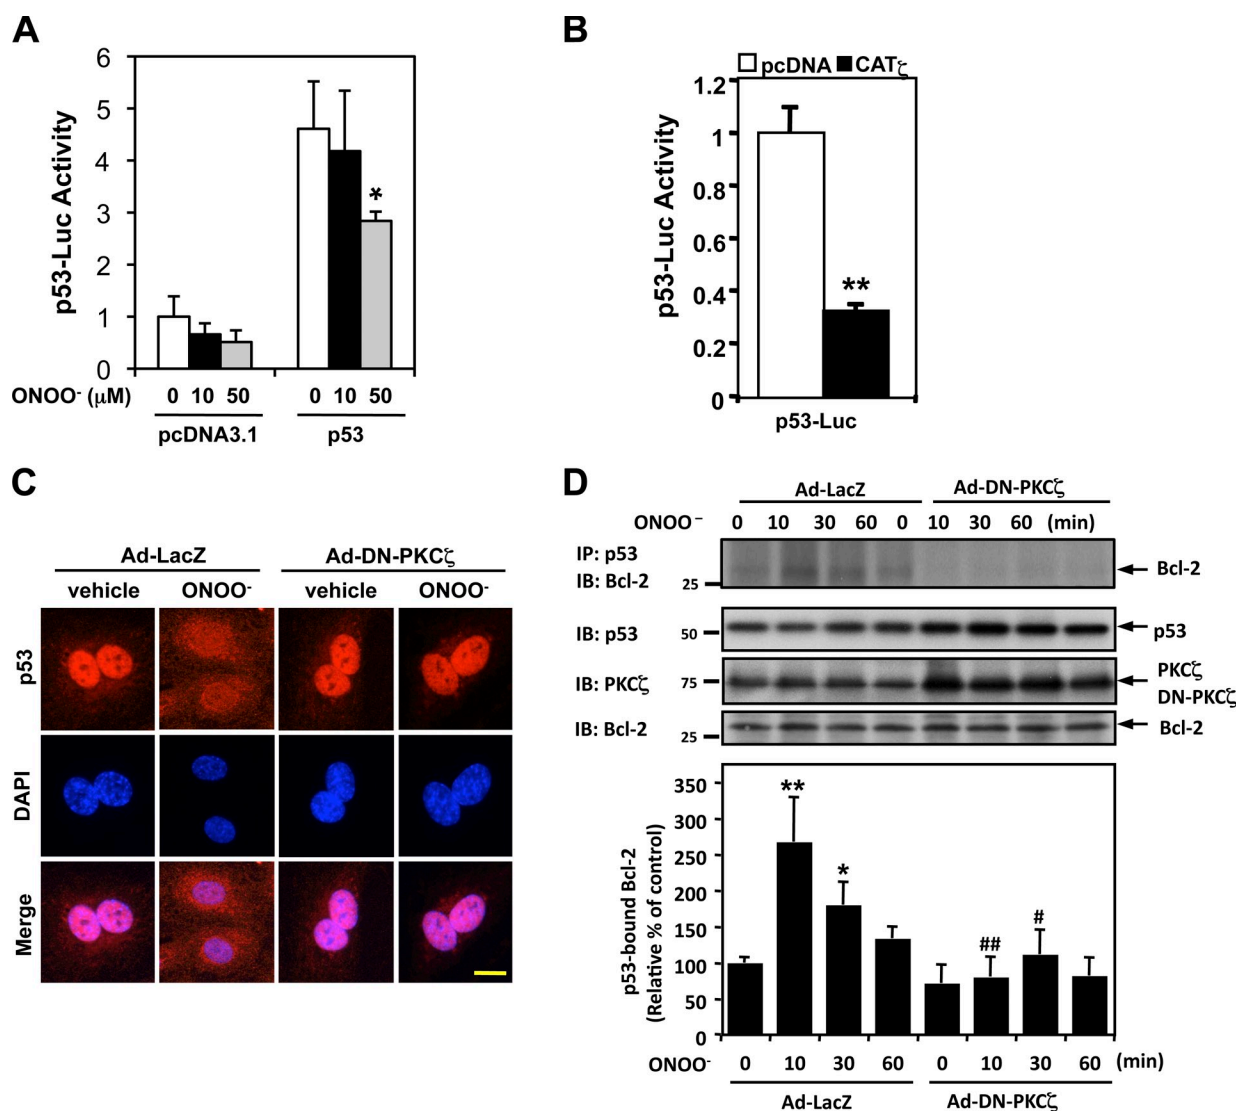 A
p53-Luc Activity
6
5
4
3
2
1
0
*
ONOO⁻ (μM) 0 10 50 0 10 50
pcDNA3.1 p53
B
pcDNA CATζ
p53-Luc Activity
1.2
1
0.8
0.6
0.4
0.2
0
**
p53-Luc
C
Ad-LacZ Ad-DN-PKCζ
vehicle ONOO⁻ vehicle ONOO⁻
p53
DAPI
Merge
D
Ad-LacZ Ad-DN-PKCζ
ONOO⁻ 0 10 30 60 0 10 30 60 (min)
IP: p53
IB: Bcl-2 25 Bcl-2
IB: p53 50 p53
IB: PKCζ 75 PKCζ
DN-PKCζ
IB: Bcl-2 25 Bcl-2
p53-bound Bcl-2
(Relative % of control)
350
300
250
200
150
100
50
0
** * ## #
ONOO⁻ 0 10 30 60 0 10 30 60 (min)
Ad-LacZ Ad-DN-PKCζ